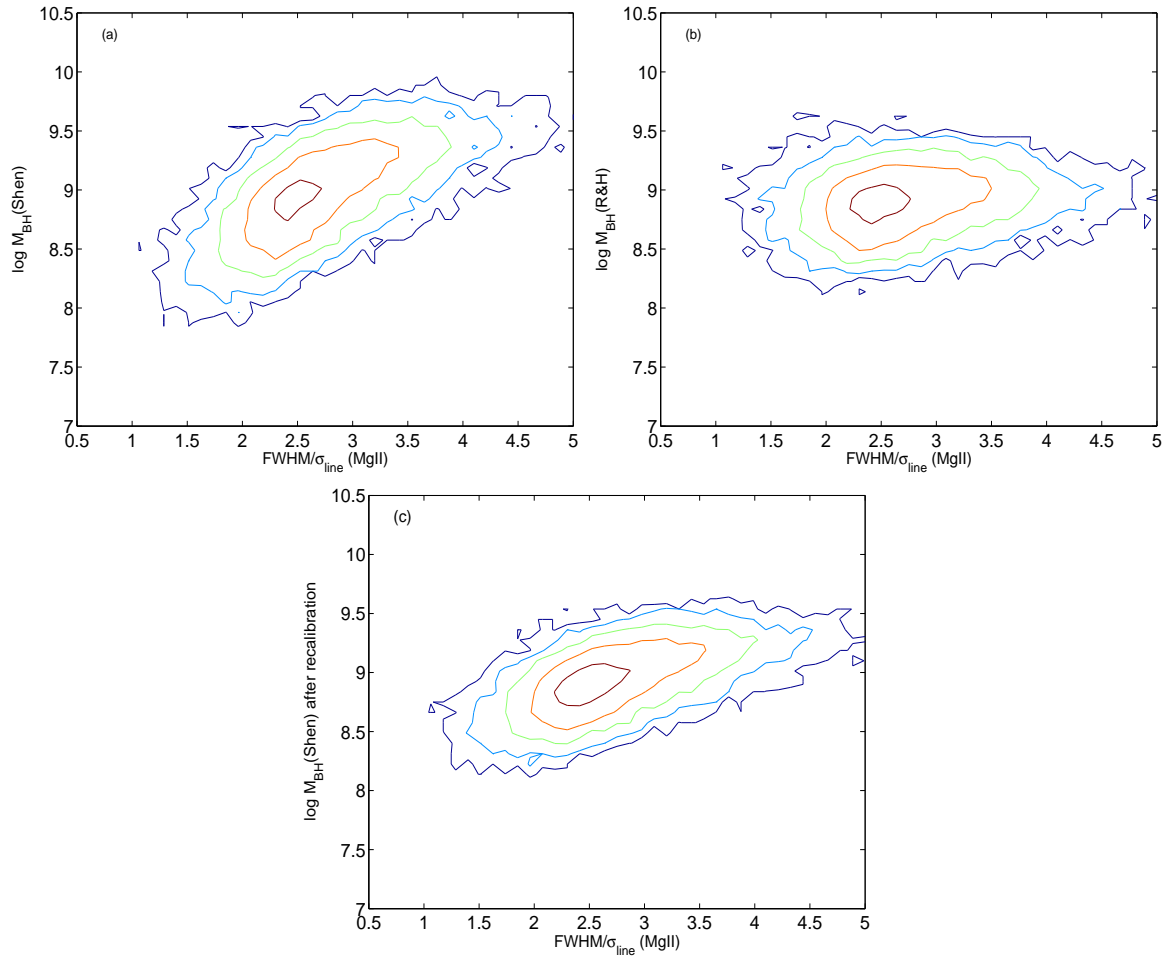 (a)
log M_BH(Shen)
10.5
10
9.5
9
8.5
8
7.5
7
0.5 1 1.5 2 2.5 3 3.5 4 4.5 5
FWHM/σ_line (MgII)
(b)
log M_BH(R&H)
10.5
10
9.5
9
8.5
8
7.5
7
0.5 1 1.5 2 2.5 3 3.5 4 4.5 5
FWHM/σ_line (MgII)
(c)
log M_BH(Shen) after recalibration
10.5
10
9.5
9
8.5
8
7.5
7
0.5 1 1.5 2 2.5 3 3.5 4 4.5 5
FWHM/σ_line (MgII)